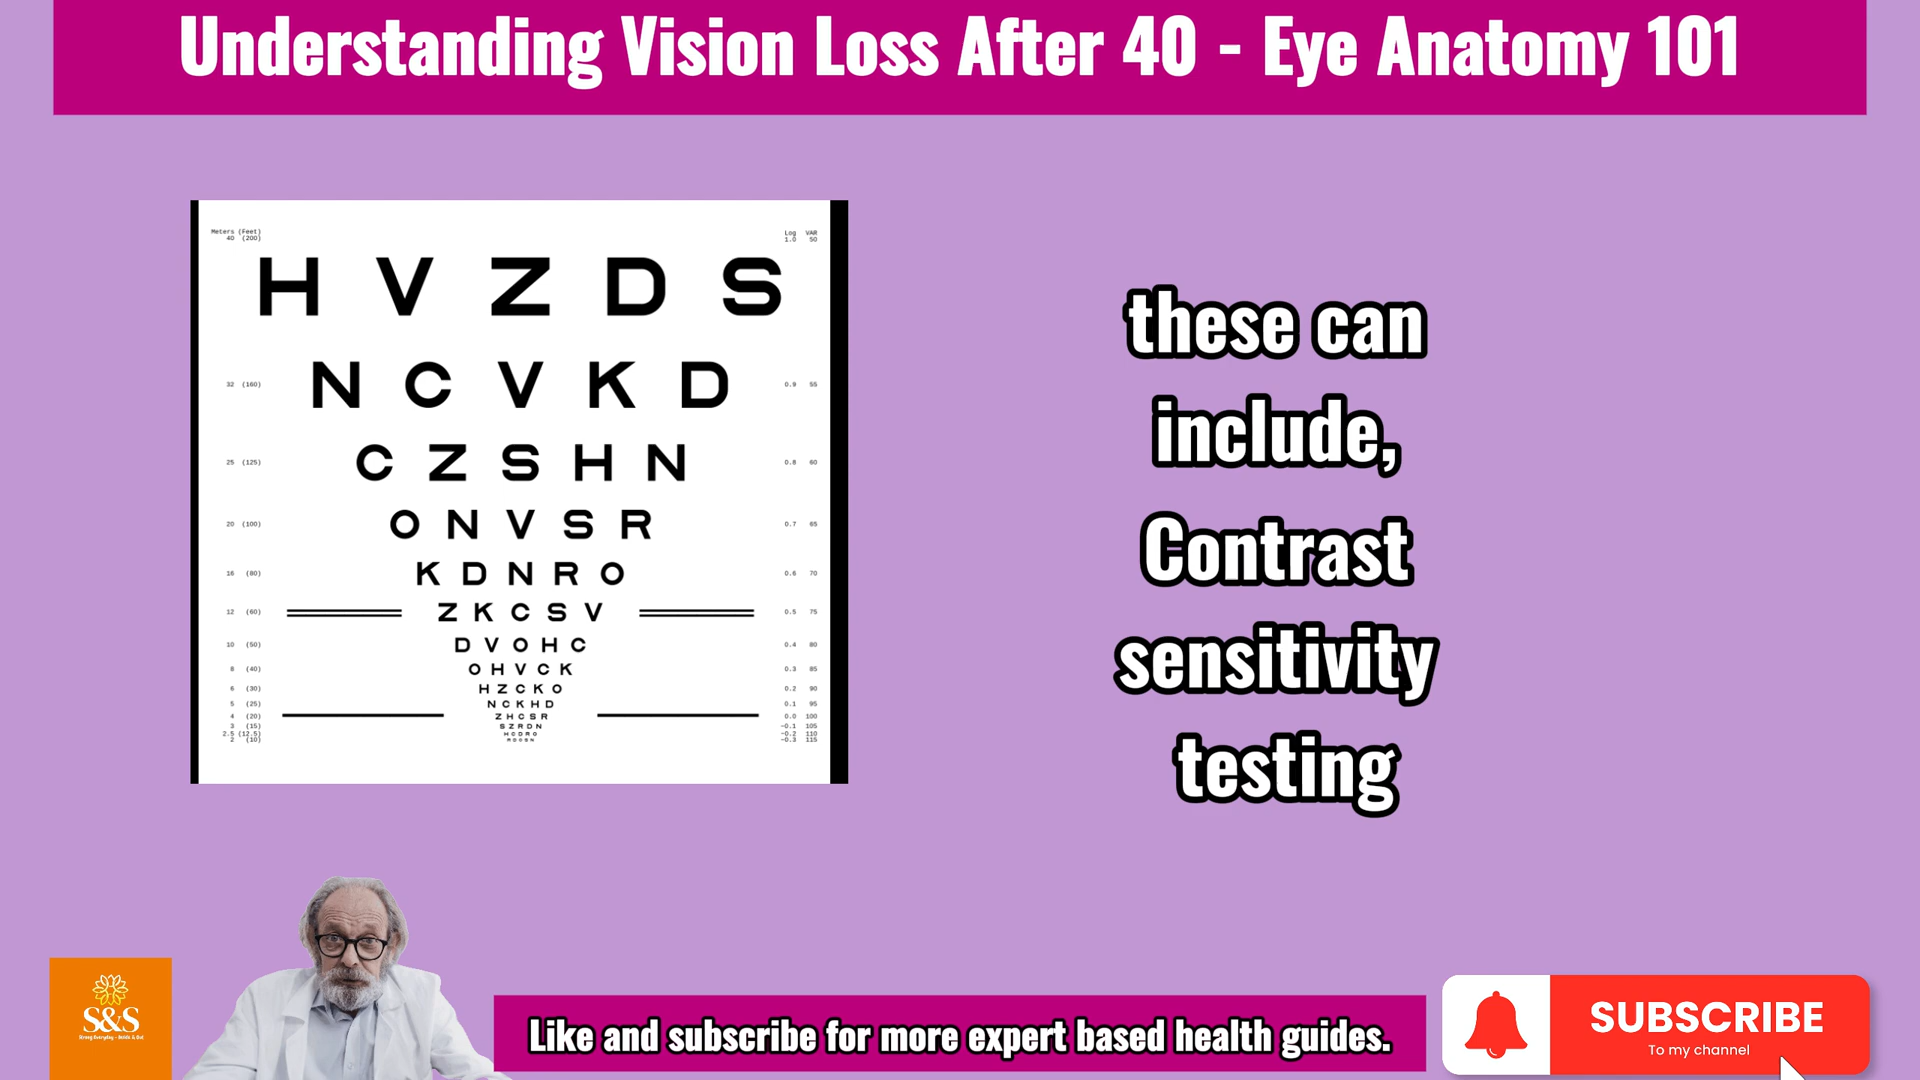 Understanding Vision Loss After 40 - Eye Anatomy 101
Meters (Feet)
40 (200)
Log VAR
1.0 50
H V Z D S
32 (160) N C V K D 0.9 55
25 (125) C Z S H N 0.8 60
20 (100) O N V S R 0.7 65
16 (80) K D N R O 0.6 70
12 (60) Z K C S V 0.5 75
10 (50) D V O H C 0.4 80
8 (40) O H V C K 0.3 85
6 (30) H Z C K O 0.2 90
5 (25) N C K H D 0.1 95
4 (20) Z H C S R 0.0 100
3 (15) S Z R D N -0.1 105
2.5 (12.5) H C D R O -0.2 110
2 (10) -0.3 115
these can
include,
Contrast
sensitivity
testing
S&S
Like and subscribe for more expert based health guides.
SUBSCRIBE
To my channel